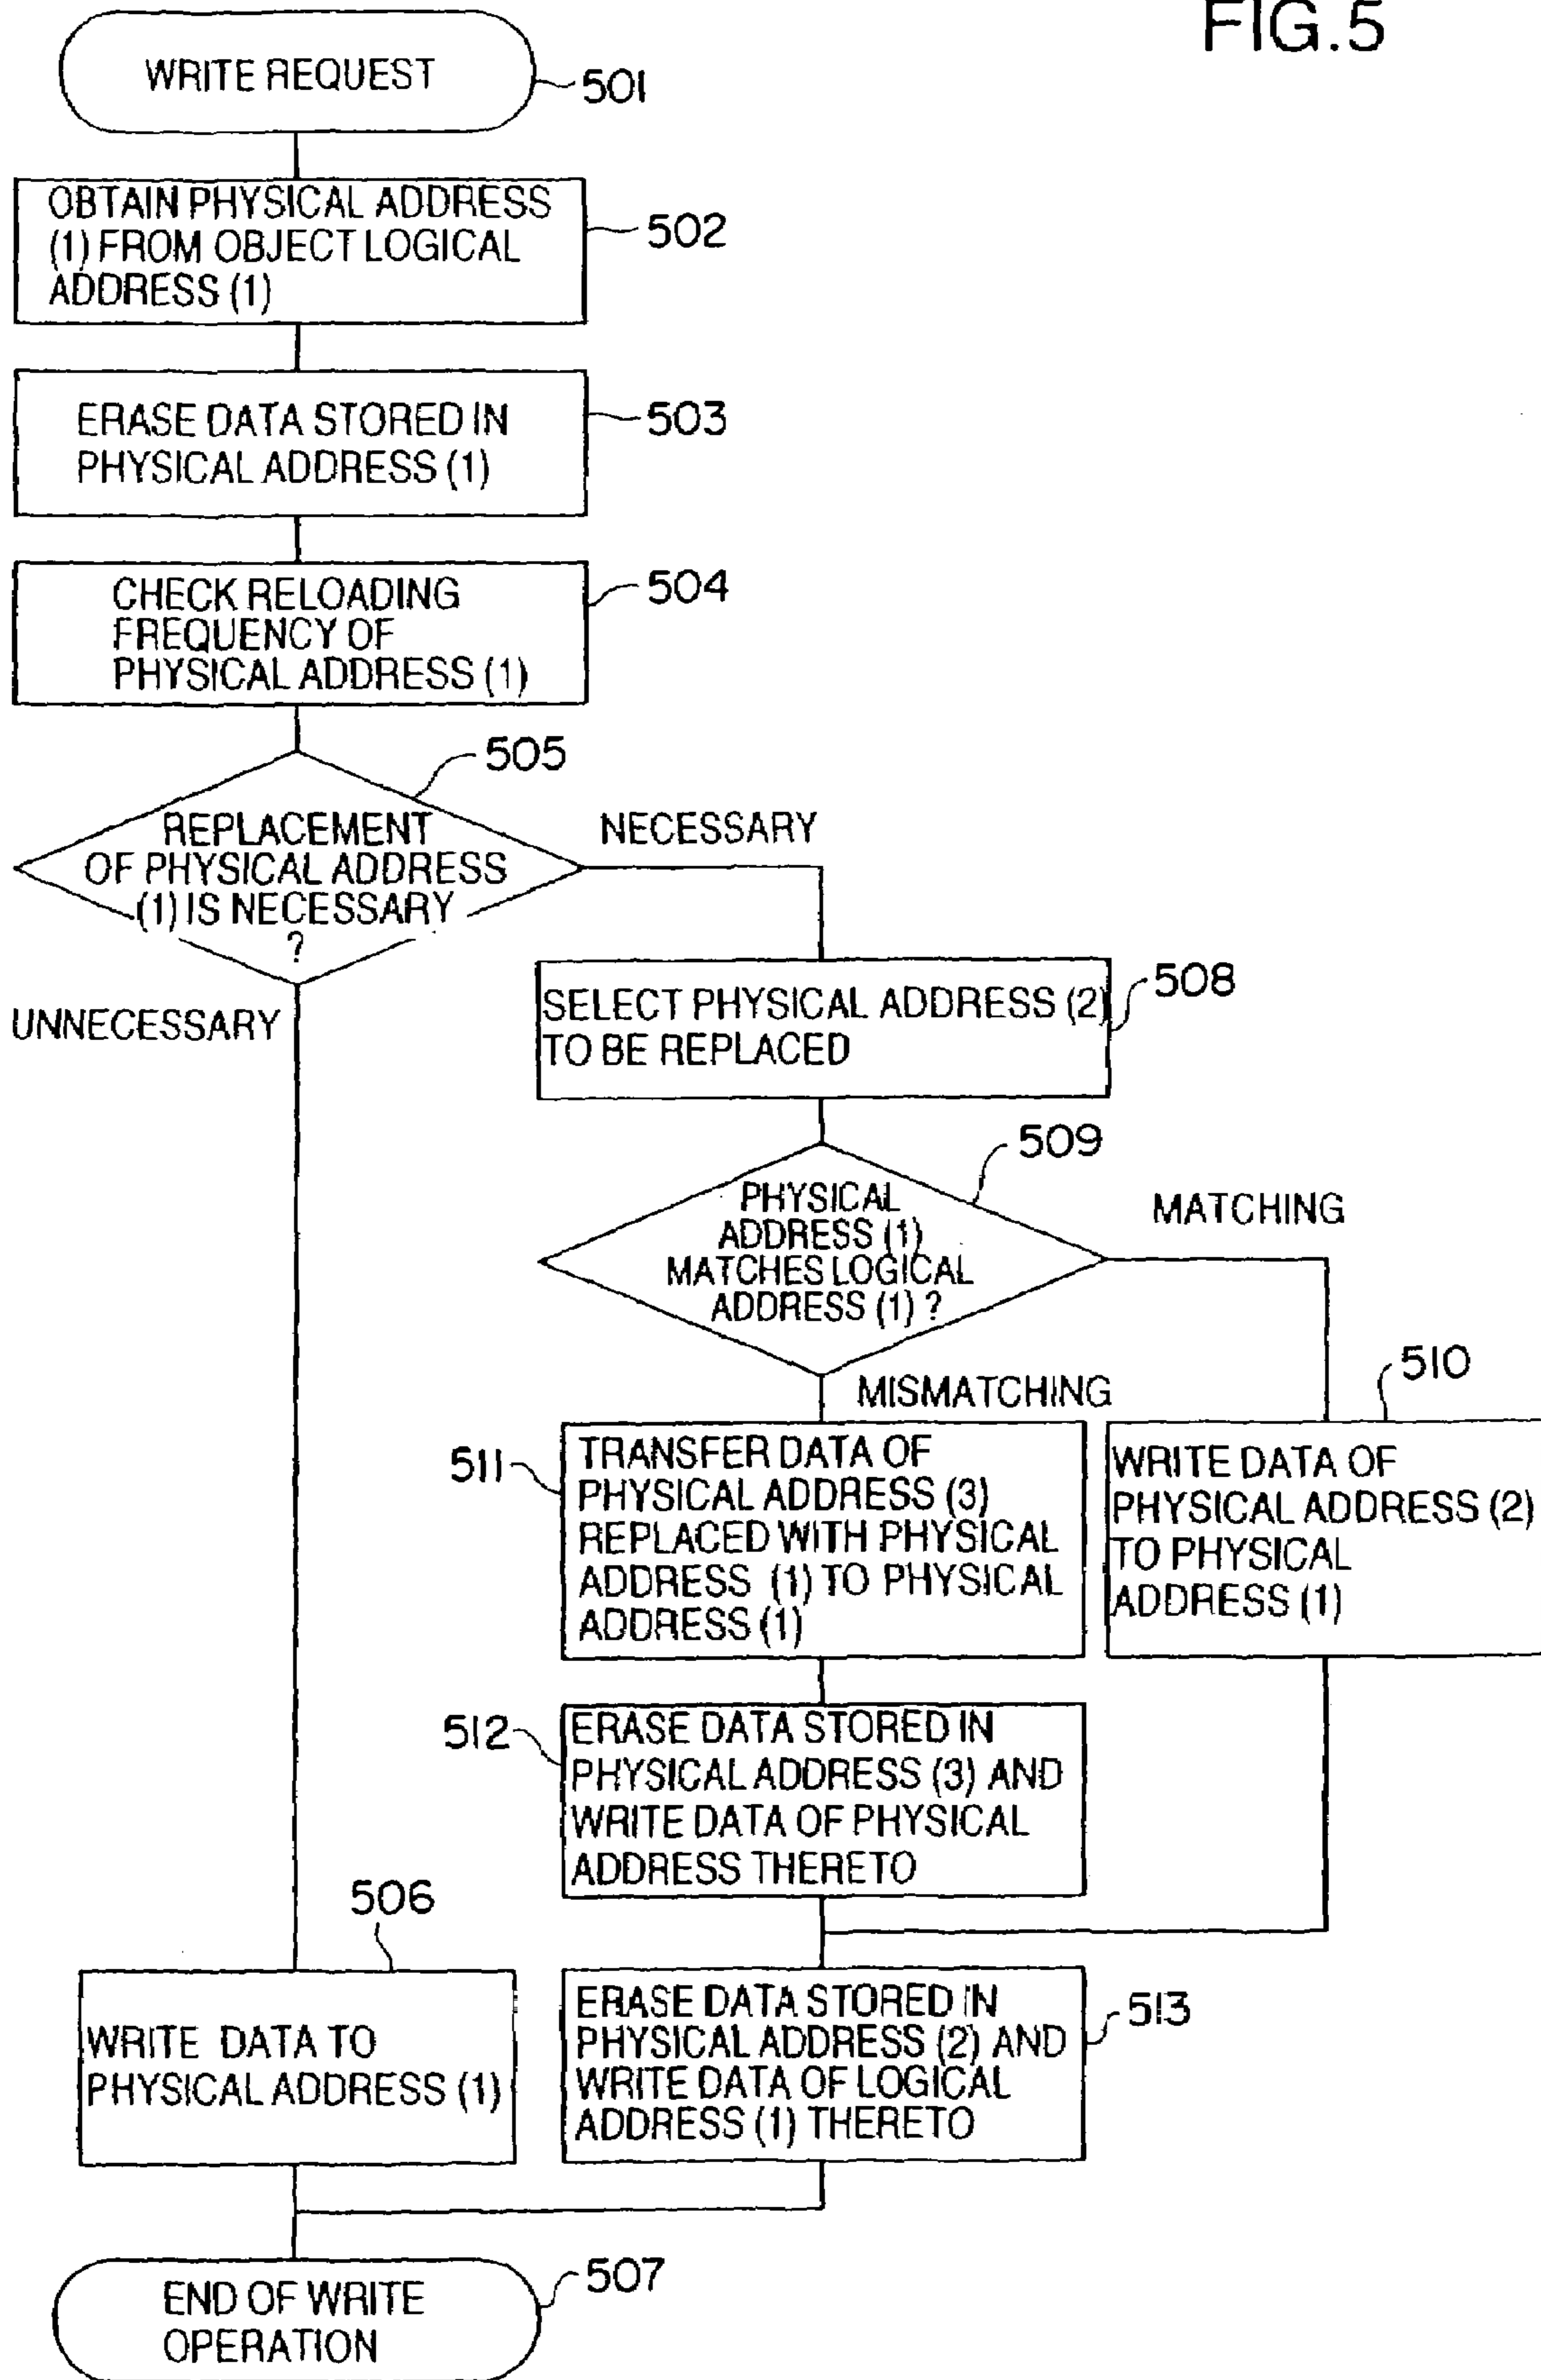 FIG.5
WRITE REQUEST
501
OBTAIN PHYSICAL ADDRESS
(1) FROM OBJECT LOGICAL
ADDRESS (1)
502
ERASE DATA STORED IN
PHYSICAL ADDRESS (1)
503
CHECK RELOADING
FREQUENCY OF
PHYSICAL ADDRESS (1)
504
505
REPLACEMENT
OF PHYSICAL ADDRESS
(1) IS NECESSARY
?
NECESSARY
UNNECESSARY
SELECT PHYSICAL ADDRESS (2)
TO BE REPLACED
508
509
PHYSICAL
ADDRESS (1)
MATCHES LOGICAL
ADDRESS (1) ?
MATCHING
MISMATCHING
510
511
TRANSFER DATA OF
PHYSICAL ADDRESS (3)
REPLACED WITH PHYSICAL
ADDRESS (1) TO PHYSICAL
ADDRESS (1)
WRITE DATA OF
PHYSICAL ADDRESS (2)
TO PHYSICAL
ADDRESS (1)
512
ERASE DATA STORED IN
PHYSICAL ADDRESS (3) AND
WRITE DATA OF PHYSICAL
ADDRESS THERETO
506
WRITE DATA TO
PHYSICAL ADDRESS (1)
ERASE DATA STORED IN
PHYSICAL ADDRESS (2) AND
WRITE DATA OF LOGICAL
ADDRESS (1) THERETO
513
END OF WRITE
OPERATION
507